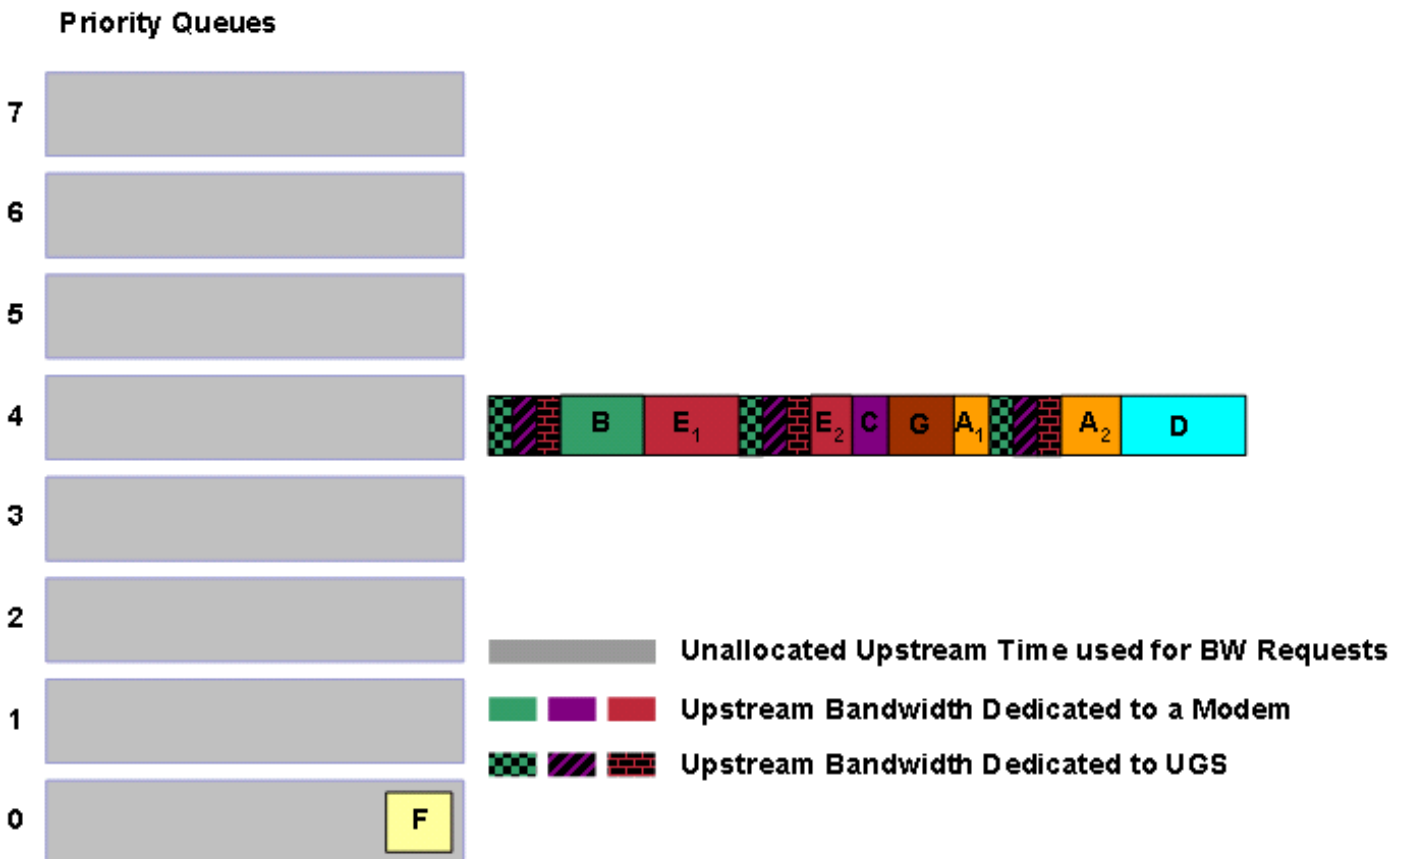 Priority Queues
7
6
5
4
B E1 E2 C G A1 A2 D
3
2
Unallocated Upstream Time used for BW Requests
1
Upstream Bandwidth Dedicated to a Modem
Upstream Bandwidth Dedicated to UGS
0
F